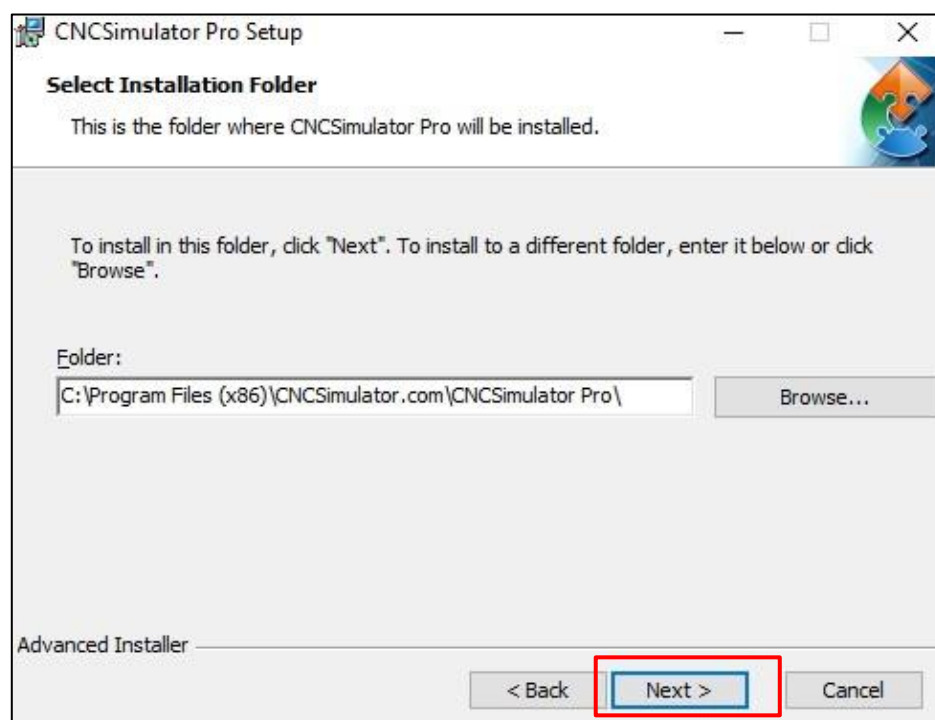 CNCSimulator Pro Setup
Select Installation Folder
This is the folder where CNCSimulator Pro will be installed.
To install in this folder, click "Next". To install to a different folder, enter it below or click
"Browse".
Folder:
C:\Program Files (x86)\CNCSimulator.com\CNCSimulator Pro\
Browse...
Advanced Installer
< Back
Next >
Cancel